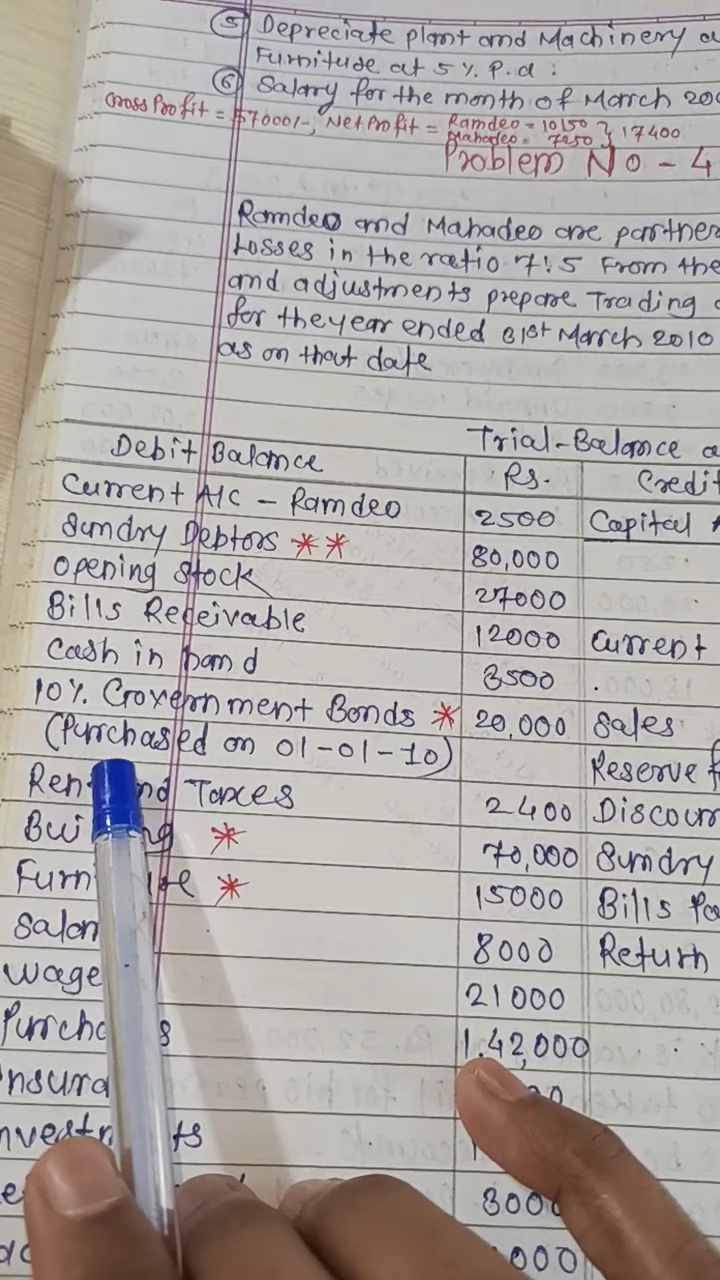 ⑤ Depreciate plant and Machinery a
Furnitude at 5% P.a :
⑥ Salary for the month of March 20
Gross Profit = 57000/-, Net Profit = Ramdeo = 10150 } 17400
Mahadeo = 7250
Problem No - 4
Ramdeo and Mahadeo are partner
Losses in the ratio 7:5 From the
and adjustments prepare Trading
for the year ended 31st March 2010
as on that date
Trial-Balance a
Debit Balance Rs. Credit
Current A/C - Ramdeo 2500 Capital
Sundry Debtors ** 80,000
Opening Stock 27000
Bills Receivable 12000 Current
Cash in hand 3500
10% Government Bonds * 20,000 Sales
(Purchased on 01-01-10) Reserve f
Taxes 2400 Discoun
* 70,000 Sundry
* 15000 Bills Pa
8000 Return
21000
1,42,000